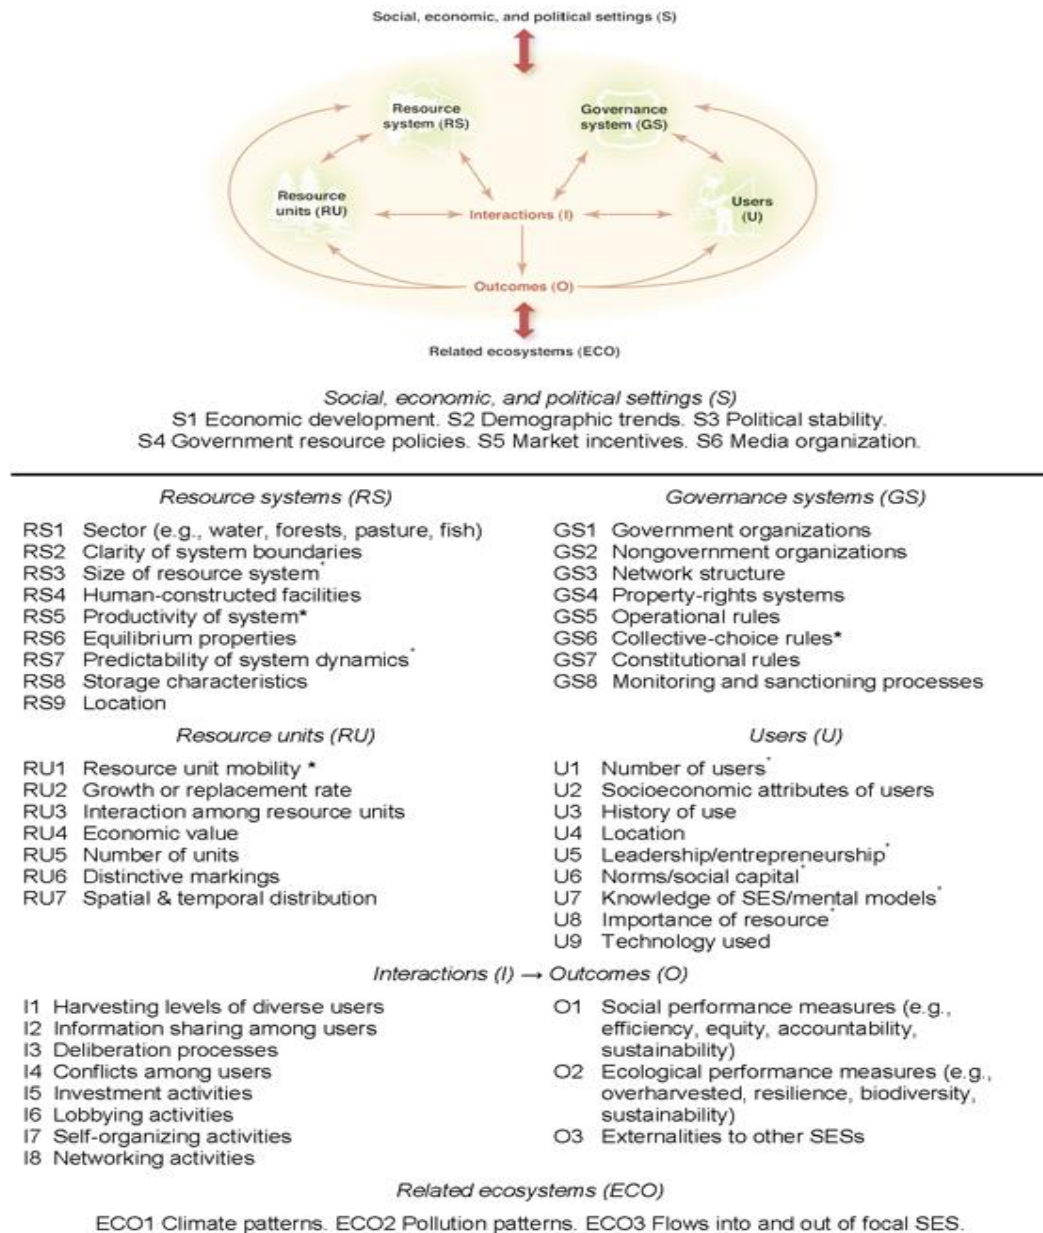 Social, economic, and political settings (S)
Resource
system (RS)
Governance
system (GS)
Resource
units (RU)
Users
(U)
Interactions (I)
Outcomes (O)
Related ecosystems (ECO)
Social, economic, and political settings (S)
S1 Economic development. S2 Demographic trends. S3 Political stability.
S4 Government resource policies. S5 Market incentives. S6 Media organization.
Resource systems (RS)
RS1 Sector (e.g., water, forests, pasture, fish)
RS2 Clarity of system boundaries
RS3 Size of resource system*
RS4 Human-constructed facilities
RS5 Productivity of system*
RS6 Equilibrium properties
RS7 Predictability of system dynamics*
RS8 Storage characteristics
RS9 Location
Governance systems (GS)
GS1 Government organizations
GS2 Nongovernment organizations
GS3 Network structure
GS4 Property-rights systems
GS5 Operational rules
GS6 Collective-choice rules*
GS7 Constitutional rules
GS8 Monitoring and sanctioning processes
Resource units (RU)
RU1 Resource unit mobility *
RU2 Growth or replacement rate
RU3 Interaction among resource units
RU4 Economic value
RU5 Number of units
RU6 Distinctive markings
RU7 Spatial & temporal distribution
Users (U)
U1 Number of users*
U2 Socioeconomic attributes of users
U3 History of use
U4 Location
U5 Leadership/entrepreneurship*
U6 Norms/social capital*
U7 Knowledge of SES/mental models*
U8 Importance of resource*
U9 Technology used
Interactions (I) → Outcomes (O)
I1 Harvesting levels of diverse users
I2 Information sharing among users
I3 Deliberation processes
I4 Conflicts among users
I5 Investment activities
I6 Lobbying activities
I7 Self-organizing activities
I8 Networking activities
O1 Social performance measures (e.g.,
efficiency, equity, accountability,
sustainability)
O2 Ecological performance measures (e.g.,
overharvested, resilience, biodiversity,
sustainability)
O3 Externalities to other SESs
Related ecosystems (ECO)
ECO1 Climate patterns. ECO2 Pollution patterns. ECO3 Flows into and out of focal SES.